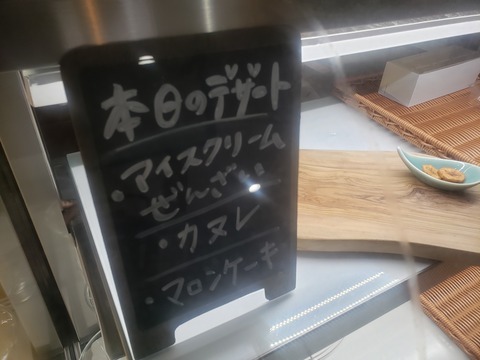 本日のデザート
・アイスクリーム
ぜんざい
・カヌレ
・マロンケーキ